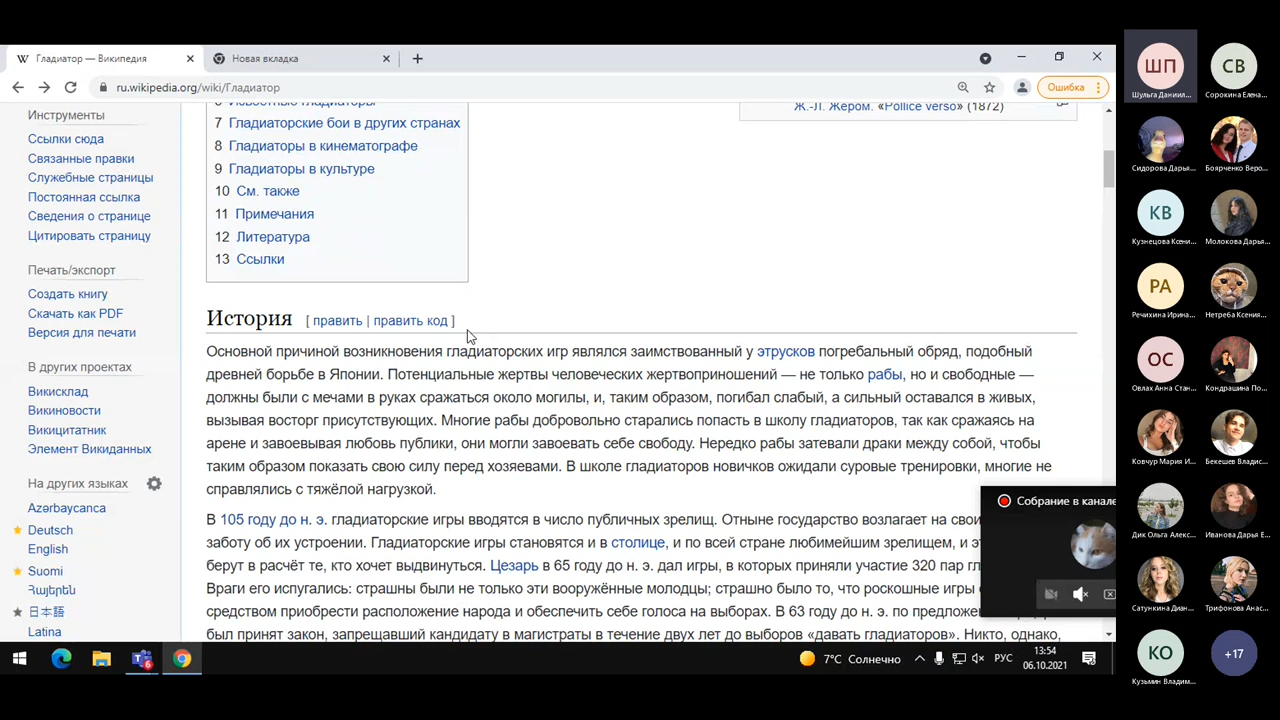 Гладиатор — Википедия
Новая вкладка
ru.wikipedia.org/wiki/Гладиатор
Ошибка
Инструменты
Ссылки сюда
Связанные правки
Служебные страницы
Постоянная ссылка
Сведения о странице
Цитировать страницу
Печать/экспорт
Создать книгу
Скачать как PDF
Версия для печати
В других проектах
Викисклад
Викиновости
Викицитатник
Элемент Викиданных
На других языках
Azərbaycanca
Deutsch
English
Suomi
Հայերեն
日本語
Latina
7 Гладиаторские бои в других странах
8 Гладиаторы в кинематографе
9 Гладиаторы в культуре
10 См. также
11 Примечания
12 Литература
13 Ссылки
Ж.-Л. Жером. «Pollice verso» (1872)
История [ править | править код ]
Основной причиной возникновения гладиаторских игр являлся заимствованный у этрусков погребальный обряд, подобный
древней борьбе в Японии. Потенциальные жертвы человеческих жертвоприношений — не только рабы, но и свободные —
должны были с мечами в руках сражаться около могилы, и, таким образом, погибал слабый, а сильный оставался в живых,
вызывая восторг присутствующих. Многие рабы добровольно старались попасть в школу гладиаторов, так как сражаясь на
арене и завоевывая любовь публики, они могли завоевать себе свободу. Нередко рабы затевали драки между собой, чтобы
таким образом показать свою силу перед хозяевами. В школе гладиаторов новичков ожидали суровые тренировки, многие не
справлялись с тяжёлой нагрузкой.
В 105 году до н. э. гладиаторские игры вводятся в число публичных зрелищ. Отныне государство возлагает на свои
заботу об их устроении. Гладиаторские игры становятся и в столице, и по всей стране любимейшим зрелищем, и э
берут в расчёт те, кто хочет выдвинуться. Цезарь в 65 году до н. э. дал игры, в которых приняли участие 320 пар гл
Враги его испугались: страшны были не только эти вооружённые молодцы; страшно было то, что роскошные игры с
средством приобрести расположение народа и обеспечить себе голоса на выборах. В 63 году до н. э. по предложен
был принят закон, запрещавший кандидату в магистраты в течение двух лет до выборов «давать гладиаторов». Никто, однако,
Собрание в канале
7°C Солнечно
РУС
13:54
06.10.2021
ШП
Шульга Даниил...
СВ
Сорокина Елена...
Сидорова Дарья...
Боярченко Веро...
КВ
Кузнецова Ксени...
Молокова Дарья...
РА
Речихина Ирина...
Нетреба Ксения...
ОС
Овлах Анна Стан...
Кондрашина По...
Ковчур Мария И...
Бекешев Владис...
Дик Ольга Алекс...
Иванова Дарья Е...
Сатункина Диан...
Трифонова Анас...
КО
Кузьмин Владим...
+17